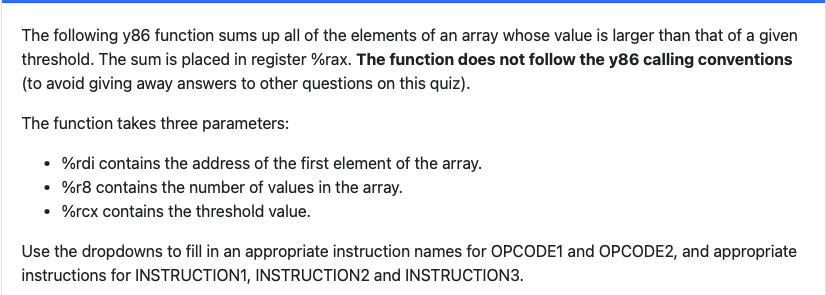 The following y86 function sums up all of the elements of an array whose value is larger than that of a given
threshold. The sum is placed in register %rax. The function does not follow the y86 calling conventions
(to avoid giving away answers to other questions on this quiz).
The function takes three parameters:
• %rdi contains the address of the first element of the array.
• %r8 contains the number of values in the array.
• %rcx contains the threshold value.
Use the dropdowns to fill in an appropriate instruction names for OPCODE1 and OPCODE2, and appropriate
instructions for INSTRUCTION1, INSTRUCTION2 and INSTRUCTION3.